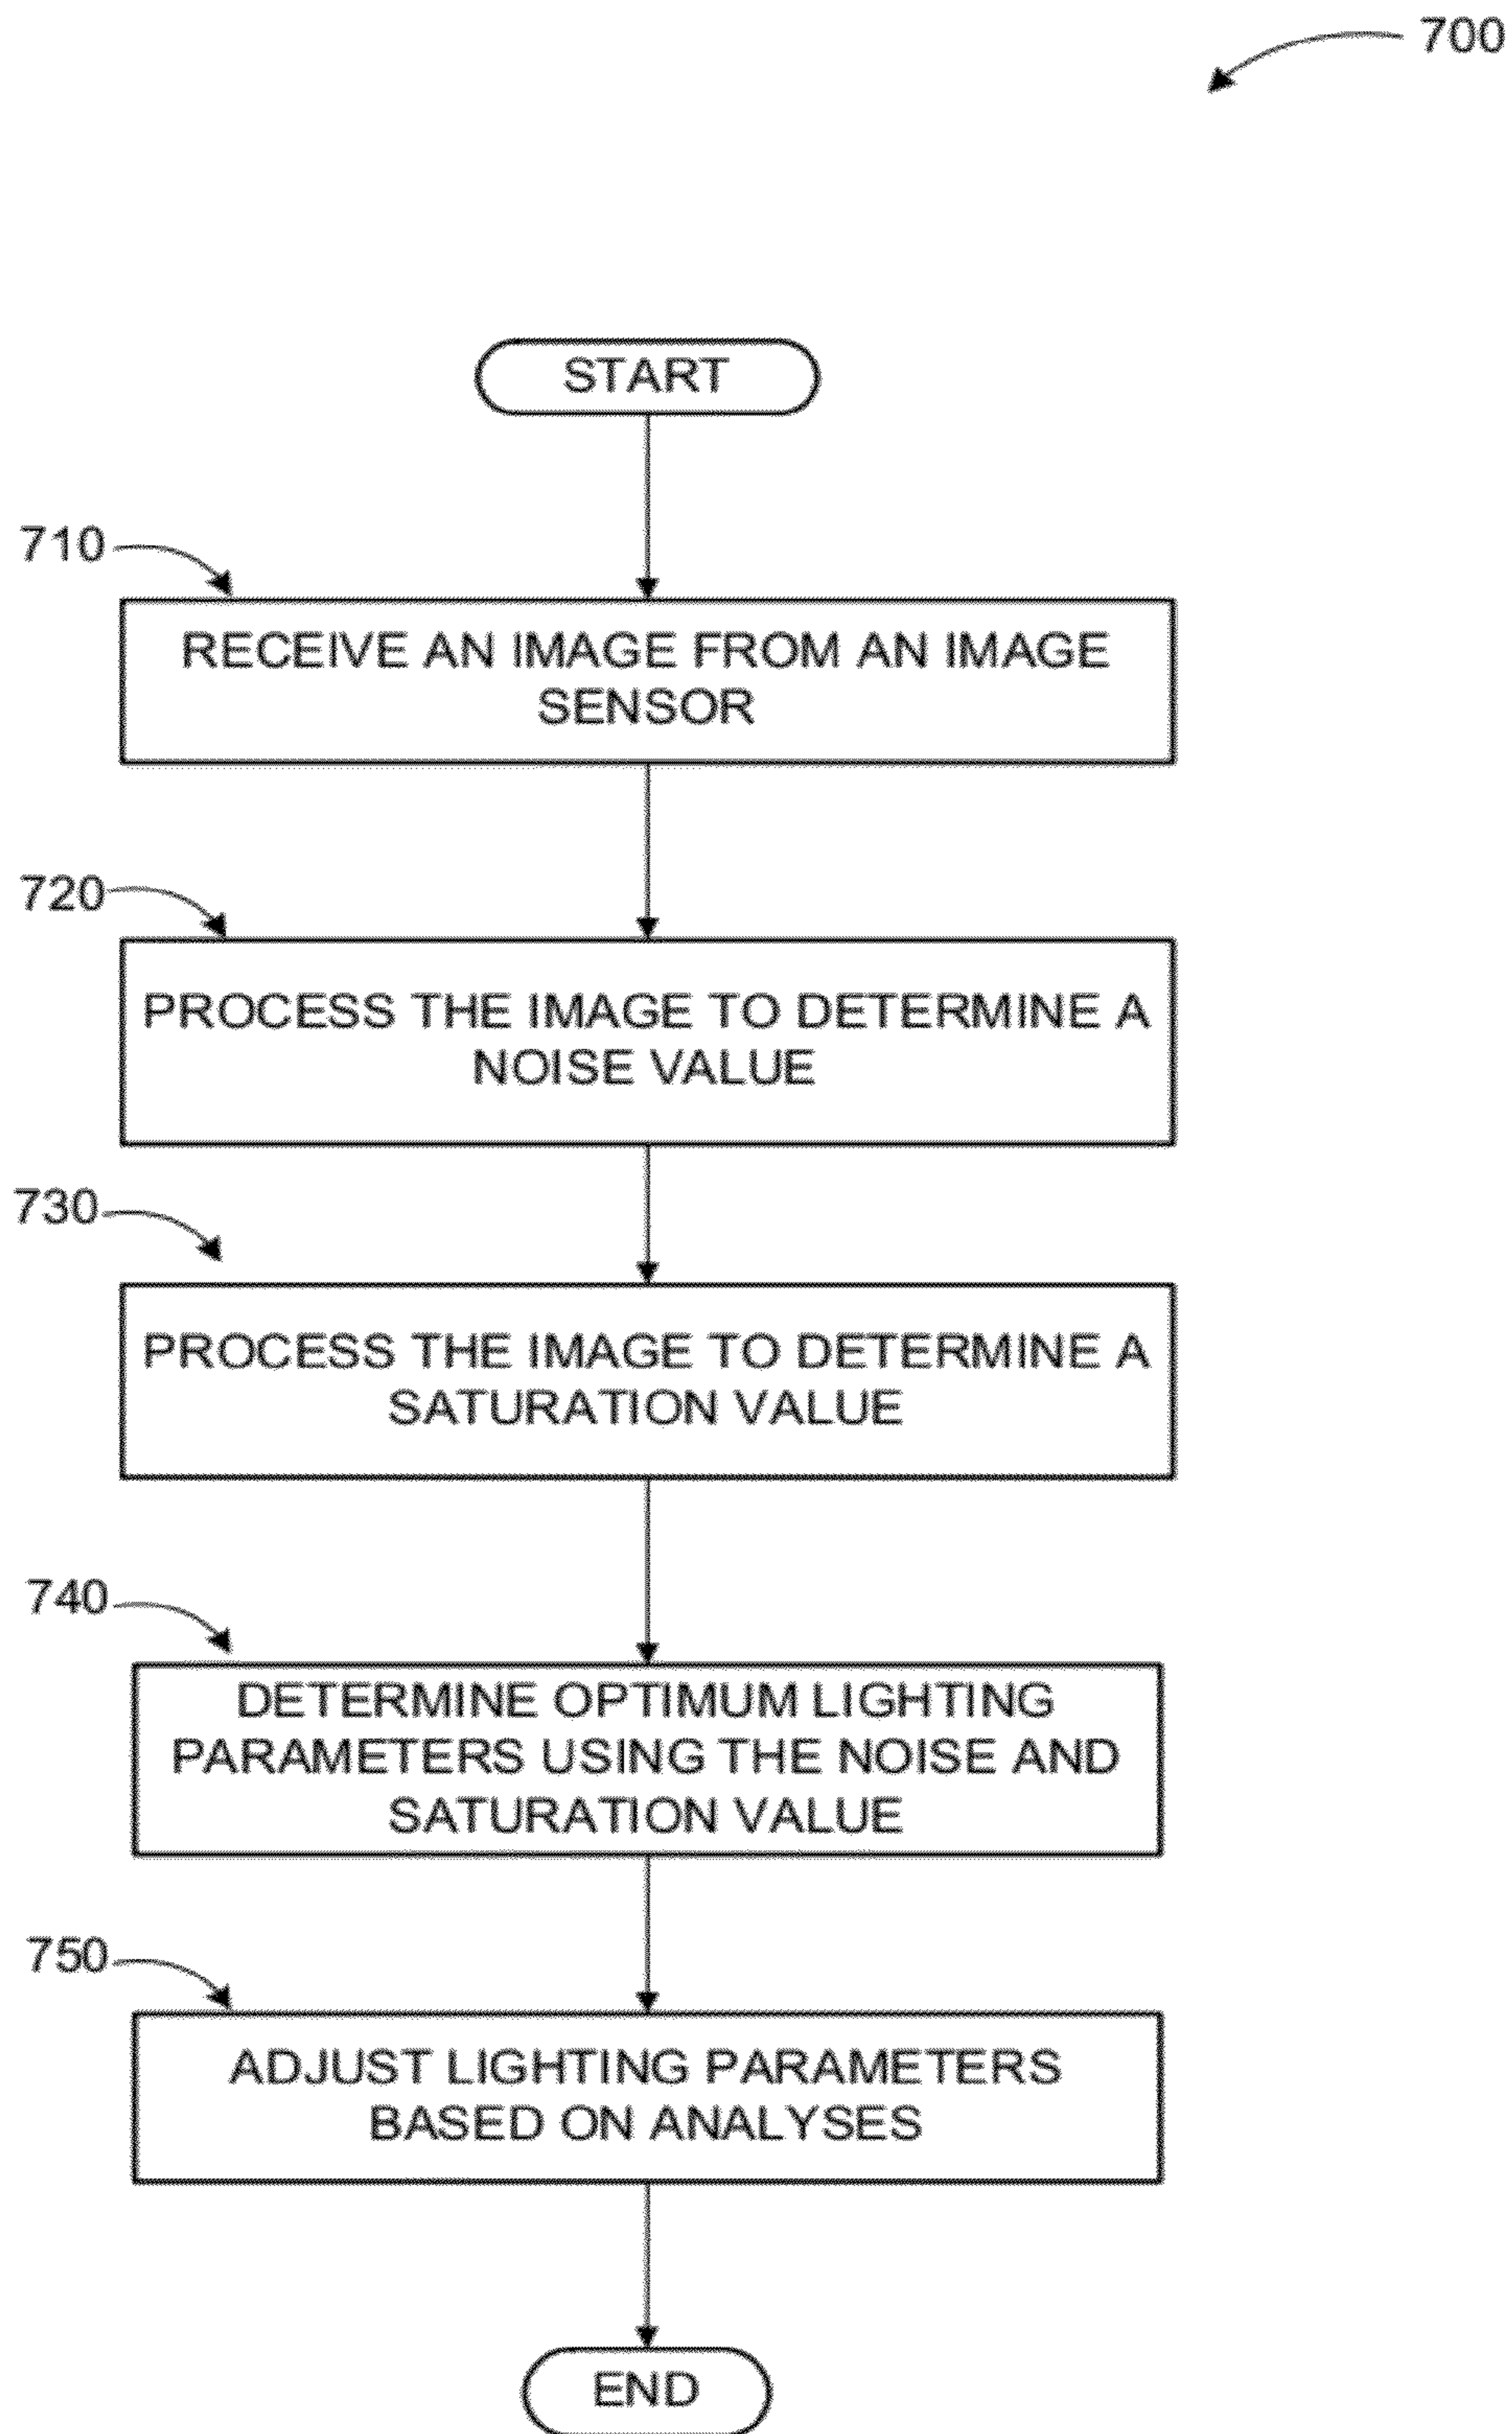 700
START
710
RECEIVE AN IMAGE FROM AN IMAGE
SENSOR
720
PROCESS THE IMAGE TO DETERMINE A
NOISE VALUE
730
PROCESS THE IMAGE TO DETERMINE A
SATURATION VALUE
740
DETERMINE OPTIMUM LIGHTING
PARAMETERS USING THE NOISE AND
SATURATION VALUE
750
ADJUST LIGHTING PARAMETERS
BASED ON ANALYSES
END